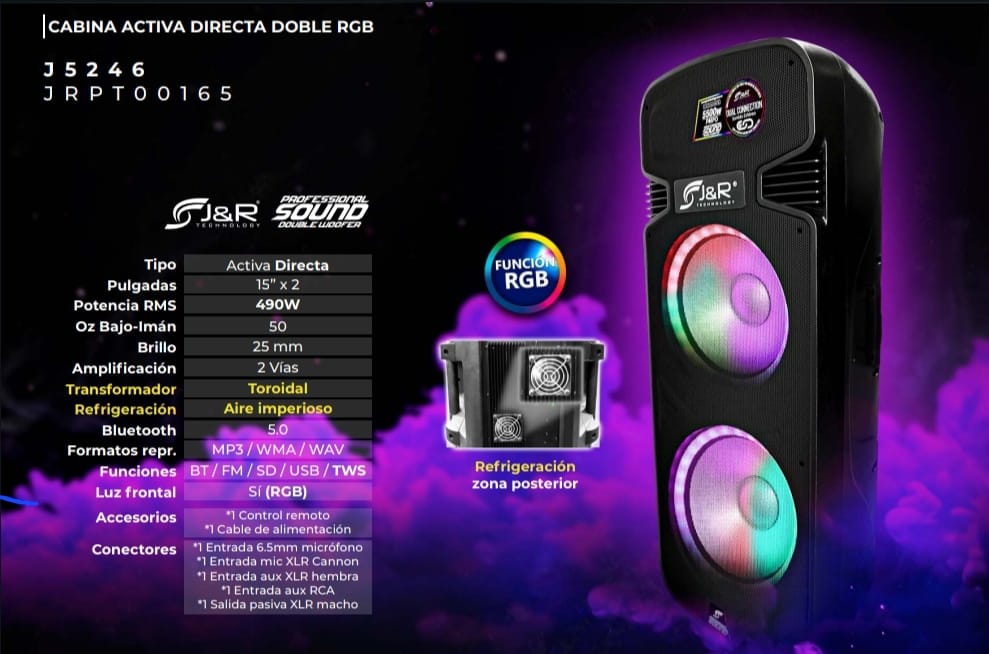 CABINA ACTIVA DIRECTA DOBLE RGB
J5246
JRPT00165
J&R TECHNOLOGY
PROFESSIONAL SOUND DOUBLE WOOFER
Tipo Activa Directa
Pulgadas 15” x 2
Potencia RMS 490W
Oz Bajo-Imán 50
Brillo 25 mm
Amplificación 2 Vías
Transformador Toroidal
Refrigeración Aire imperioso
Bluetooth 5.0
Formatos repr. MP3 / WMA / WAV
Funciones BT / FM / SD / USB / TWS
Luz frontal Sí (RGB)
Accesorios *1 Control remoto
*1 Cable de alimentación
Conectores *1 Entrada 6.5mm micrófono
*1 Entrada mic XLR Cannon
*1 Entrada aux XLR hembra
*1 Entrada aux RCA
*1 Salida pasiva XLR macho
FUNCIÓN
RGB
Refrigeración
zona posterior
5500W
PMPO
J&R
DUAL CONNECTION
J&R®
TECHNOLOGY